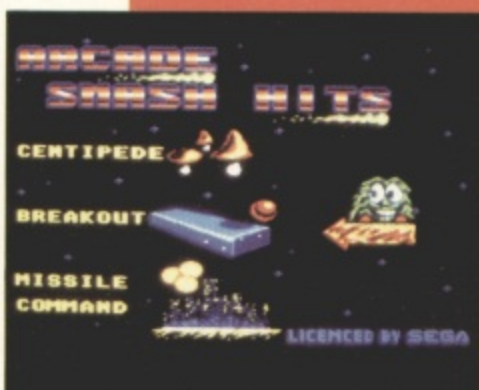 ARCADE
SMASH HITS
CENTIPEDE
BREAKOUT
MISSILE
COMMAND
LICENCED BY SEGA